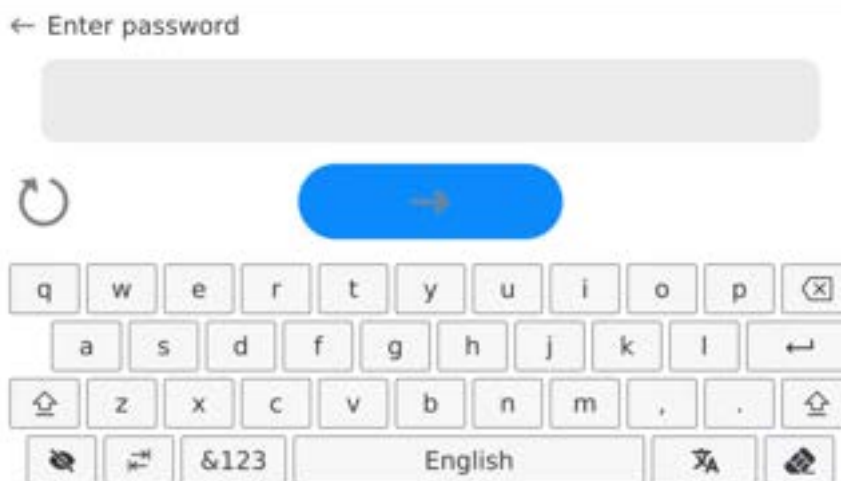 ← Enter password
q w e r t y u i o p
a s d f g h j k l
z x c v b n m , .
&123 English